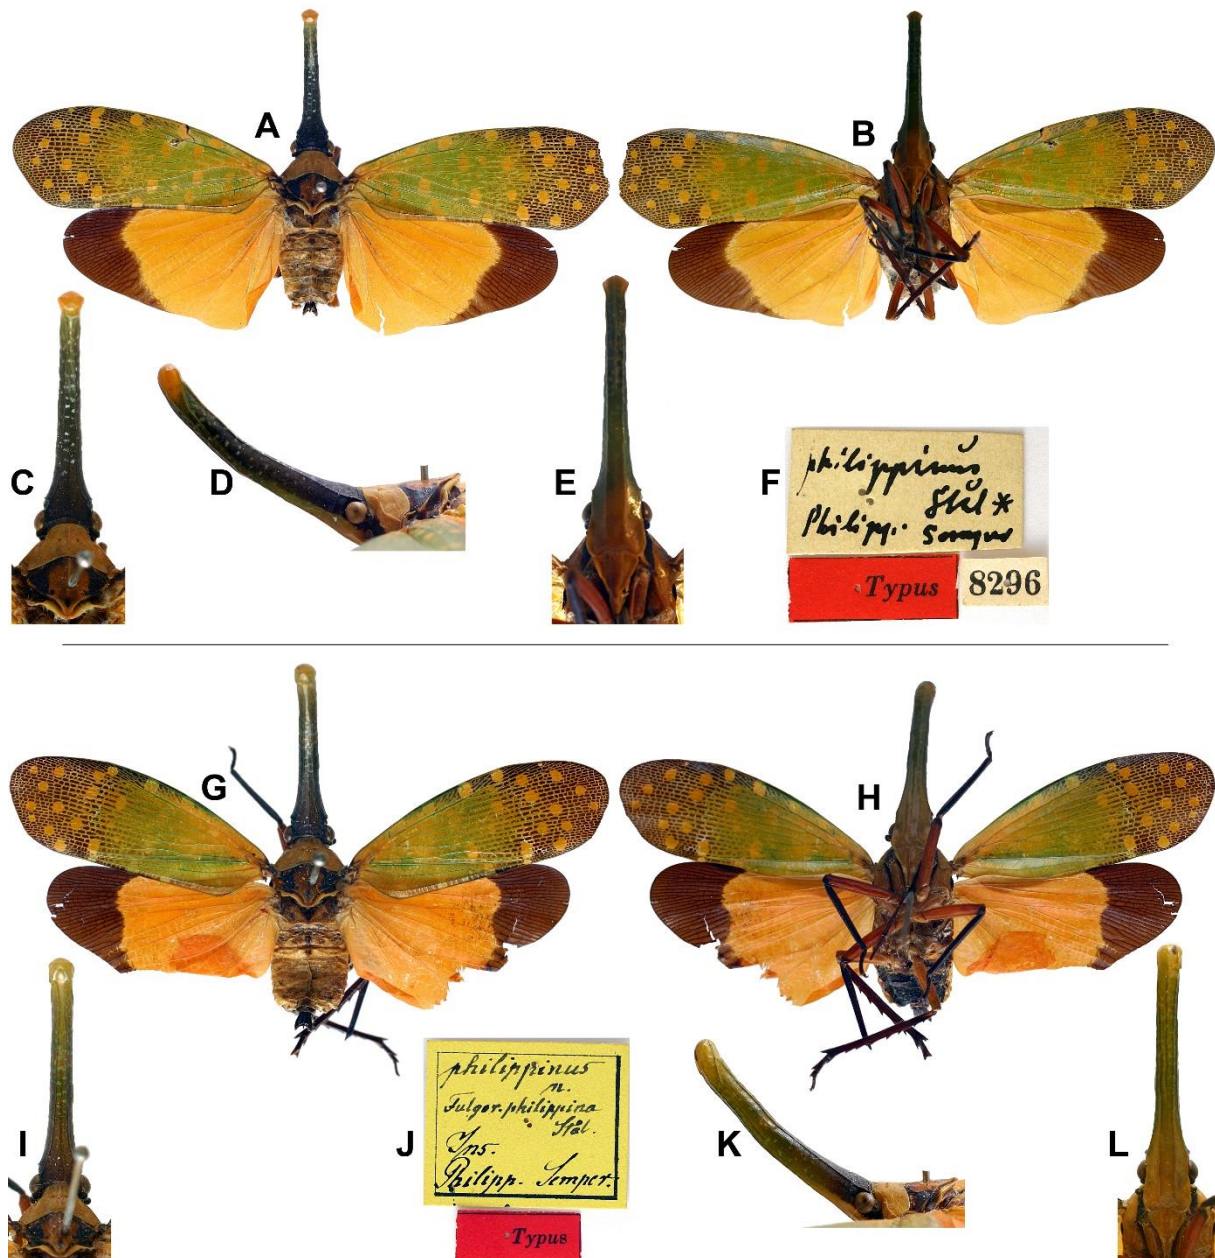 A
B
C
D
E
F
philippinus
Stål *
Philipp. Semper
Typus
8296
G
H
I
J
philippinus
n.
Fulgor. philippina
Stål.
Ins.
Philipp. Semper.
Typus
K
L